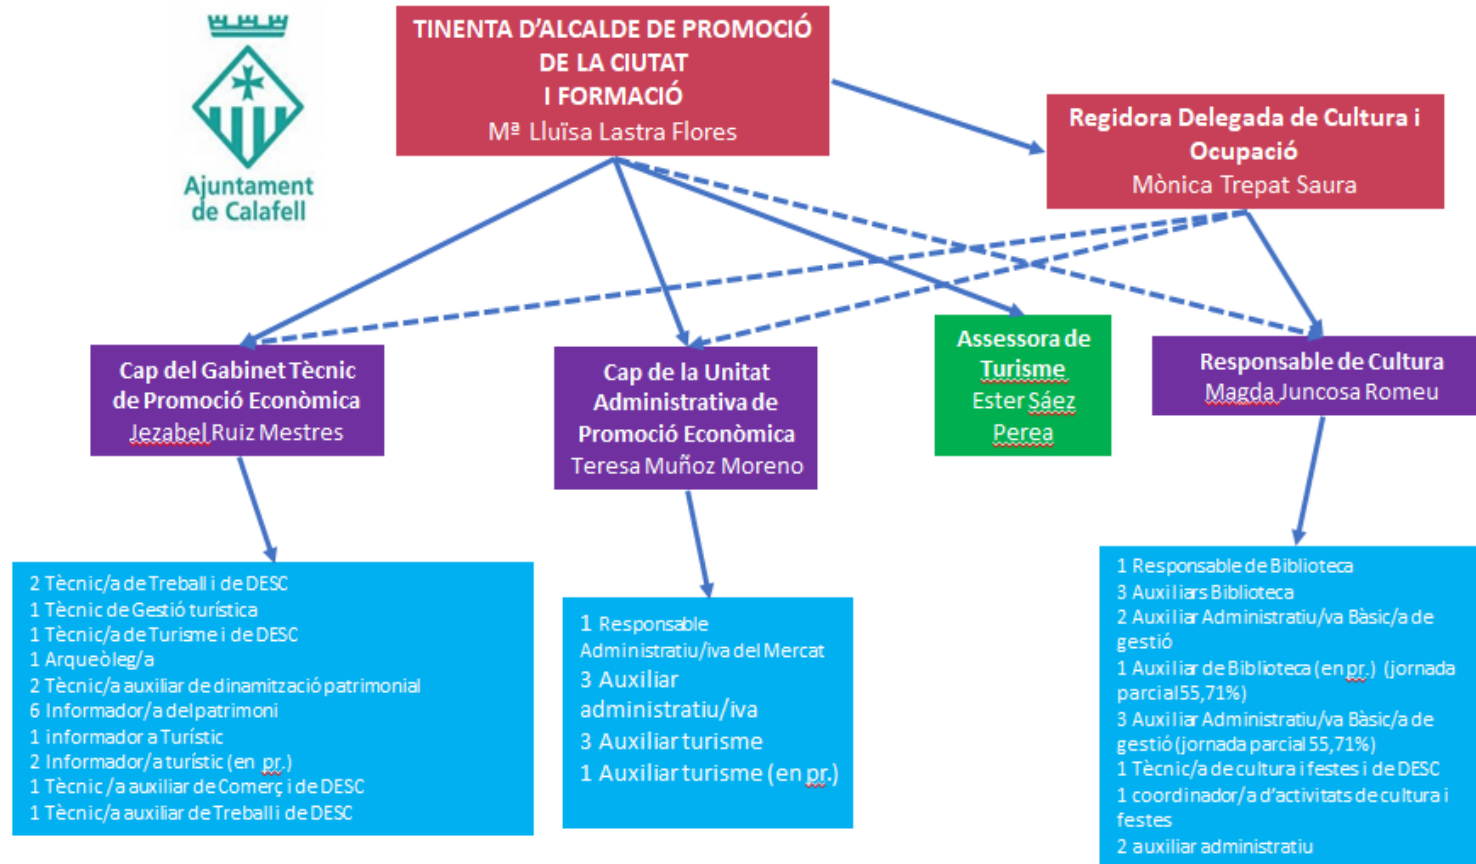 TINENTA D'ALCALDE DE PROMOCIÓ
DE LA CIUTAT
I FORMACIÓ
Mª Lluïsa Lastra Flores
Ajuntament
de Calafell
Regidora Delegada de Cultura i
Ocupació
Mònica Trepat Saura
Cap del Gabinet Tècnic
de Promoció Econòmica
Jezabel Ruiz Mestres
Cap de la Unitat
Administrativa de
Promoció Econòmica
Teresa Muñoz Moreno
Assessora de
Turisme
Ester Sáez
Perea
Responsable de Cultura
Magda Juncosa Romeu
2 Tècnic/a de Treball i de DESC
1 Tècnic de Gestió turística
1 Tècnic/a de Turisme i de DESC
1 Arqueòleg/a
2 Tècnic/a auxiliar de dinamització patrimonial
6 Informador/a del patrimoni
1 informador a Turístic
2 Informador/a turístic (en pr.)
1 Tècnic /a auxiliar de Comerç i de DESC
1 Tècnic/a auxiliar de Treball i de DESC
1 Responsable
Administratiu/iva del Mercat
3 Auxiliar
administratiu/iva
3 Auxiliar turisme
1 Auxiliar turisme (en pr.)
1 Responsable de Biblioteca
3 Auxiliars Biblioteca
2 Auxiliar Administratiu/va Bàsic/a de
gestió
1 Auxiliar de Biblioteca (en pr.) (jornada
parcial 55,71%)
3 Auxiliar Administratiu/va Bàsic/a de
gestió (jornada parcial 55,71%)
1 Tècnic/a de cultura i festes i de DESC
1 coordinador/a d'activitats de cultura i
festes
2 auxiliar administratiu